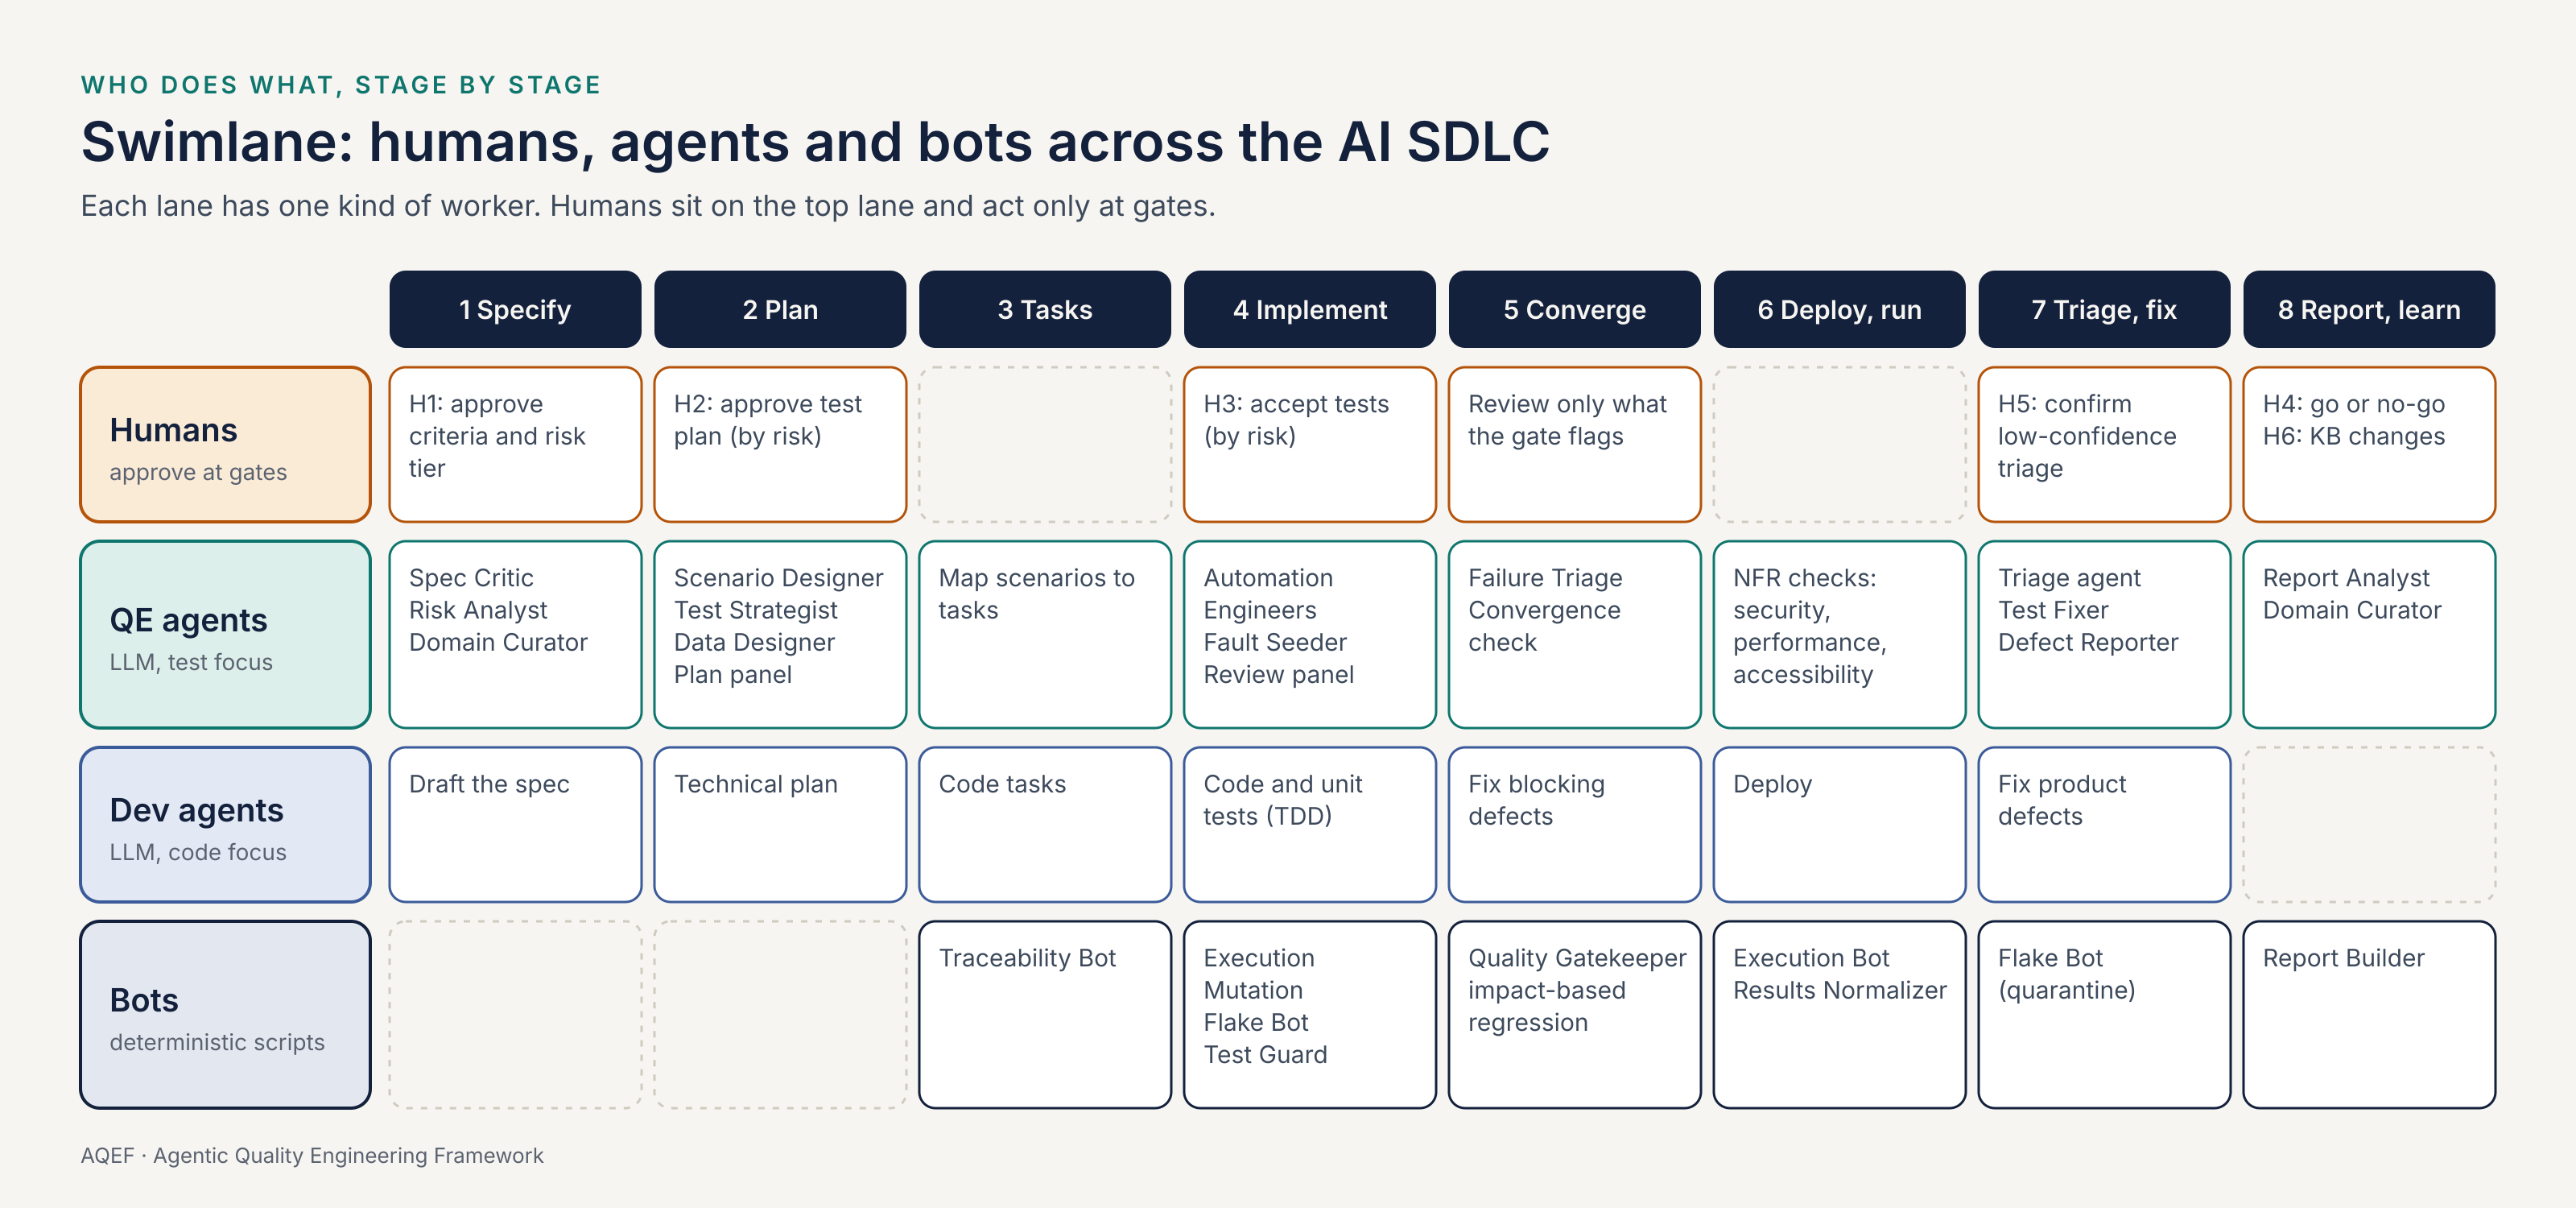 WHO DOES WHAT, STAGE BY STAGE
Swimlane: humans, agents and bots across the AI SDLC
Each lane has one kind of worker. Humans sit on the top lane and act only at gates.
1 Specify
2 Plan
3 Tasks
4 Implement
5 Converge
6 Deploy, run
7 Triage, fix
8 Report, learn
Humans
approve at gates
H1: approve
criteria and risk
tier
H2: approve test
plan (by risk)
H3: accept tests
(by risk)
Review only what
the gate flags
H5: confirm
low-confidence
triage
H4: go or no-go
H6: KB changes
QE agents
LLM, test focus
Spec Critic
Risk Analyst
Domain Curator
Scenario Designer
Test Strategist
Data Designer
Plan panel
Map scenarios to
tasks
Automation
Engineers
Fault Seeder
Review panel
Failure Triage
Convergence
check
NFR checks:
security,
performance,
accessibility
Triage agent
Test Fixer
Defect Reporter
Report Analyst
Domain Curator
Dev agents
LLM, code focus
Draft the spec
Technical plan
Code tasks
Code and unit
tests (TDD)
Fix blocking
defects
Deploy
Fix product
defects
Bots
deterministic scripts
Traceability Bot
Execution
Mutation
Flake Bot
Test Guard
Quality Gatekeeper
impact-based
regression
Execution Bot
Results Normalizer
Flake Bot
(quarantine)
Report Builder
AQEF · Agentic Quality Engineering Framework